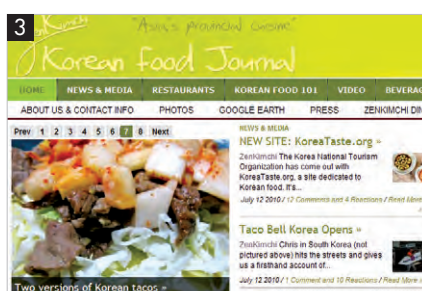 3
"Asia's Provincial Cuisine"
ZenKimchi
Korean Food Journal
HOME NEWS & MEDIA RESTAURANTS KOREAN FOOD 101 VIDEO BEVERAG
ABOUT US & CONTACT INFO PHOTOS GOOGLE EARTH PRESS ZENKIMCHI DIN
Prev 1 2 3 4 5 6 7 8 Next
Two versions of Korean tacos »
NEWS & MEDIA
NEW SITE: KoreaTaste.org »
ZenKimchi The Korea National Tourism
Organization has come out with
KoreaTaste.org, a site dedicated to
Korean food. It's...
July 12 2010 / 12 Comments and 4 Reactions / Read More
Taco Bell Korea Opens »
ZenKimchi Chris in South Korea (not
pictured above) hits the streets and gives
us a firsthand account of...
July 12 2010 / 1 Comment and 10 Reactions / Read More »